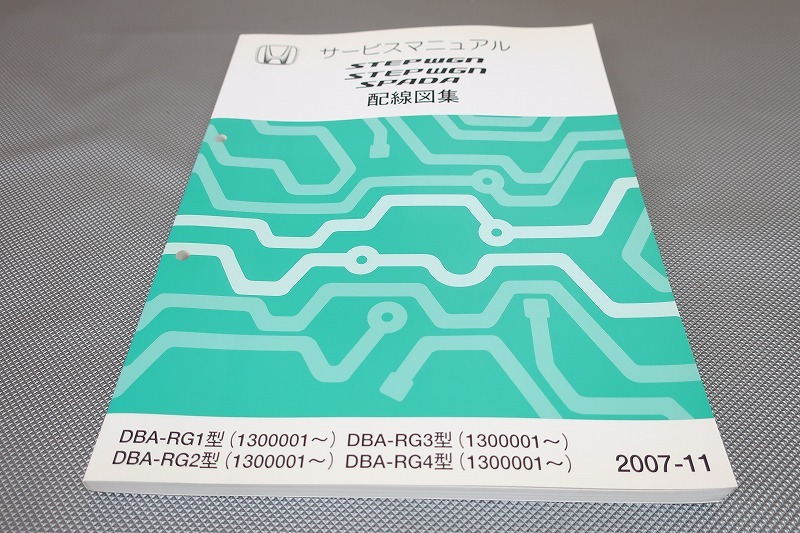 サービスマニュアル
STEPWGN
STEPWGN
SPADA
配線図集
DBA-RG1型 (1300001～) DBA-RG3型 (1300001～)
DBA-RG2型 (1300001～) DBA-RG4型 (1300001～)
2007-11